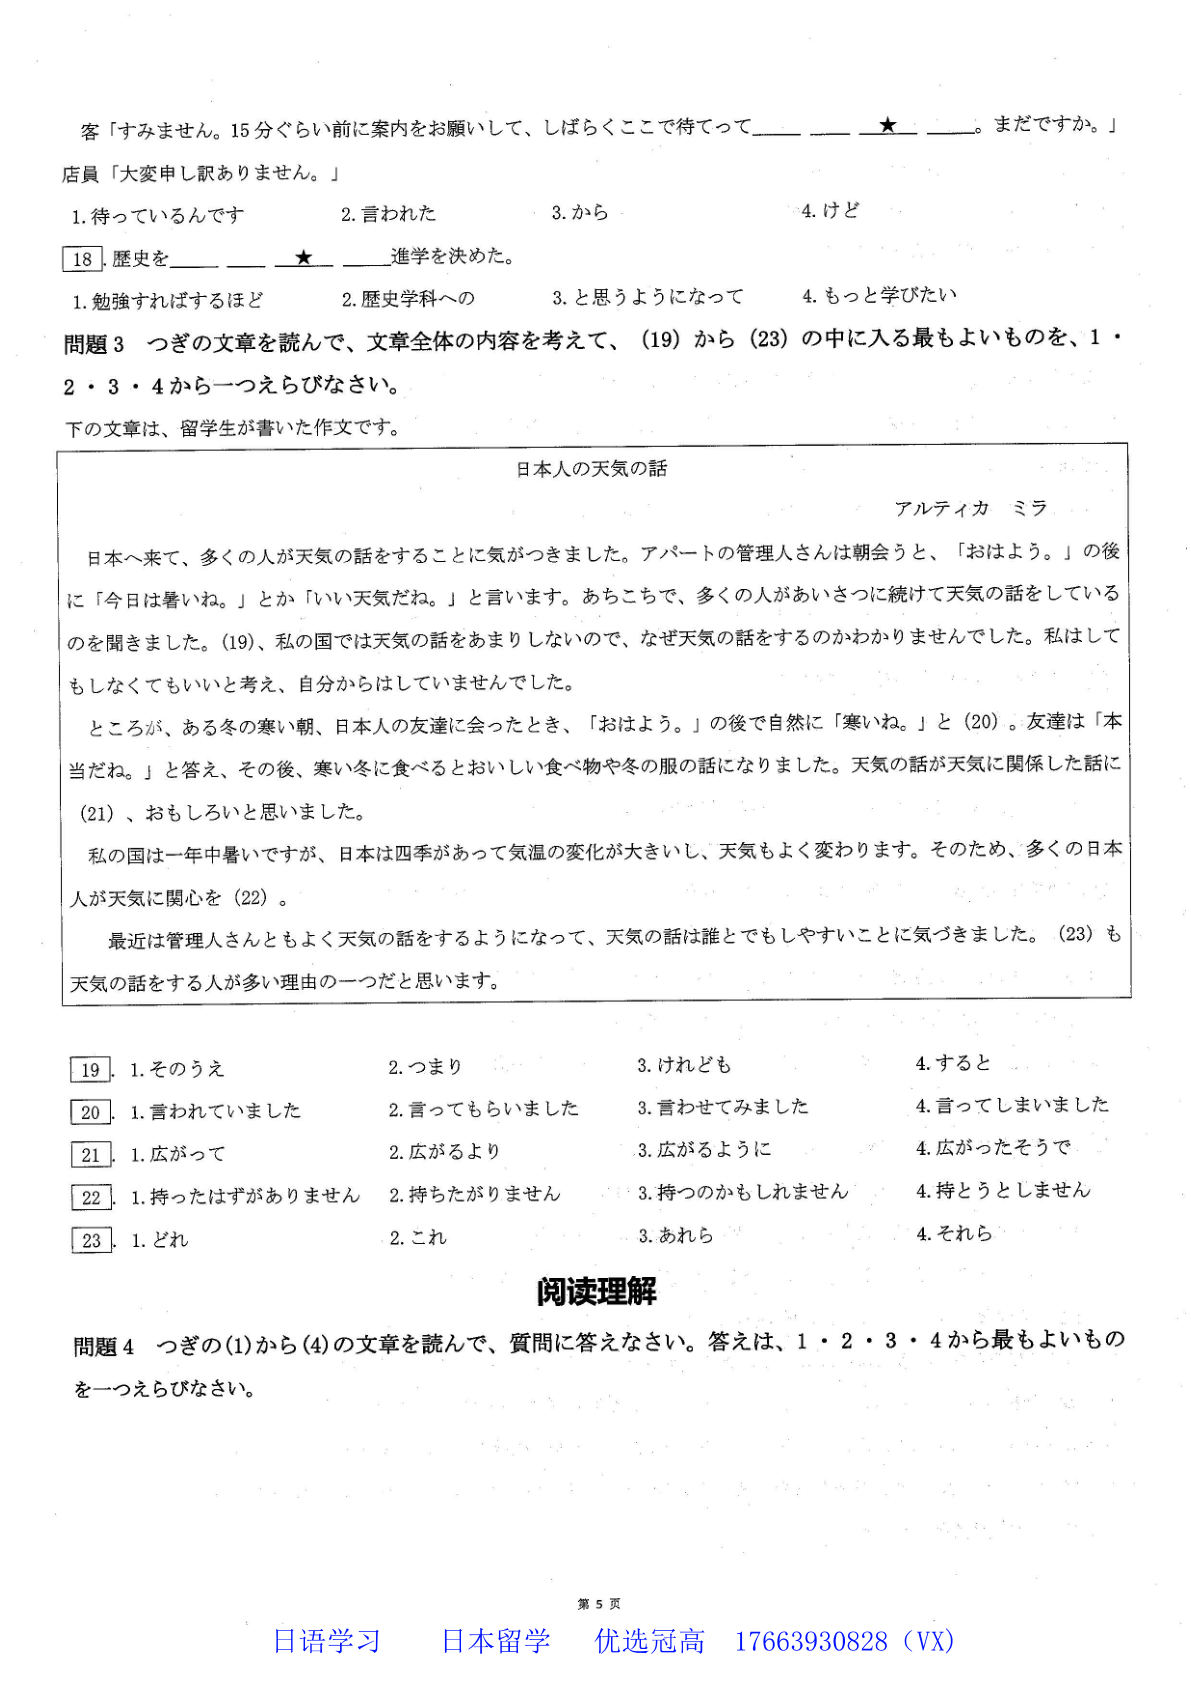 客「すみません。15分ぐらい前に案内をお願いして、しばらくここで待てって____ ____ __★__ ____。まだですか。」
店員「大変申し訳ありません。」
1.待っているんです 2.言われた 3.から 4.けど
18.歴史を____ ____ __★__ ____進学を決めた。
1.勉強すればするほど 2.歴史学科への 3.と思うようになって 4.もっと学びたい
問題3 つぎの文章を読んで、文章全体の内容を考えて、(19)から(23)の中に入る最もよいものを、1・
2・3・4から一つえらびなさい。
下の文章は、留学生が書いた作文です。
日本人の天気の話
アルティカ ミラ
日本へ来て、多くの人が天気の話をすることに気がつきました。アパートの管理人さんは朝会うと、「おはよう。」の後
に「今日は暑いね。」とか「いい天気だね。」と言います。あちこちで、多くの人があいさつに続けて天気の話をしている
のを聞きました。(19)、私の国では天気の話をあまりしないので、なぜ天気の話をするのかわかりませんでした。私はして
もしなくてもいいと考え、自分からはしていませんでした。
ところが、ある冬の寒い朝、日本人の友達に会ったとき、「おはよう。」の後で自然に「寒いね。」と(20)。友達は「本
当だね。」と答え、その後、寒い冬に食べるとおいしい食べ物や冬の服の話になりました。天気の話が天気に関係した話に
(21)、おもしろいと思いました。
私の国は一年中暑いですが、日本は四季があって気温の変化が大きいし、天気もよく変わります。そのため、多くの日本
人が天気に関心を(22)。
最近は管理人さんともよく天気の話をするようになって、天気の話は誰とでもしやすいことに気づきました。(23)も
天気の話をする人が多い理由の一つだと思います。
19. 1.そのうえ 2.つまり 3.けれども 4.すると
20. 1.言われていました 2.言ってもらいました 3.言わせてみました 4.言ってしまいました
21. 1.広がって 2.広がるより 3.広がるように 4.広がったそうで
22. 1.持ったはずがありません 2.持ちたがりません 3.持つのかもしれません 4.持とうとしません
23. 1.どれ 2.これ 3.あれら 4.それら
阅读理解
問題4 つぎの(1)から(4)の文章を読んで、質問に答えなさい。答えは、1・2・3・4から最もよいもの
を一つえらびなさい。
第 5 页
日语学习 日本留学 优选冠高 17663930828（VX）